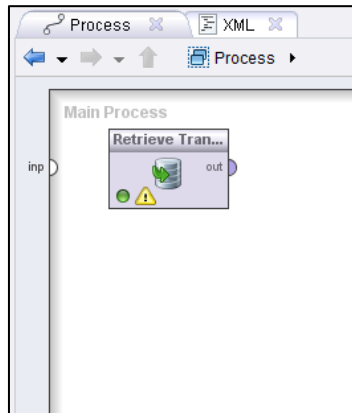 Process XML
Process
Main Process
Retrieve Tran...
inp out